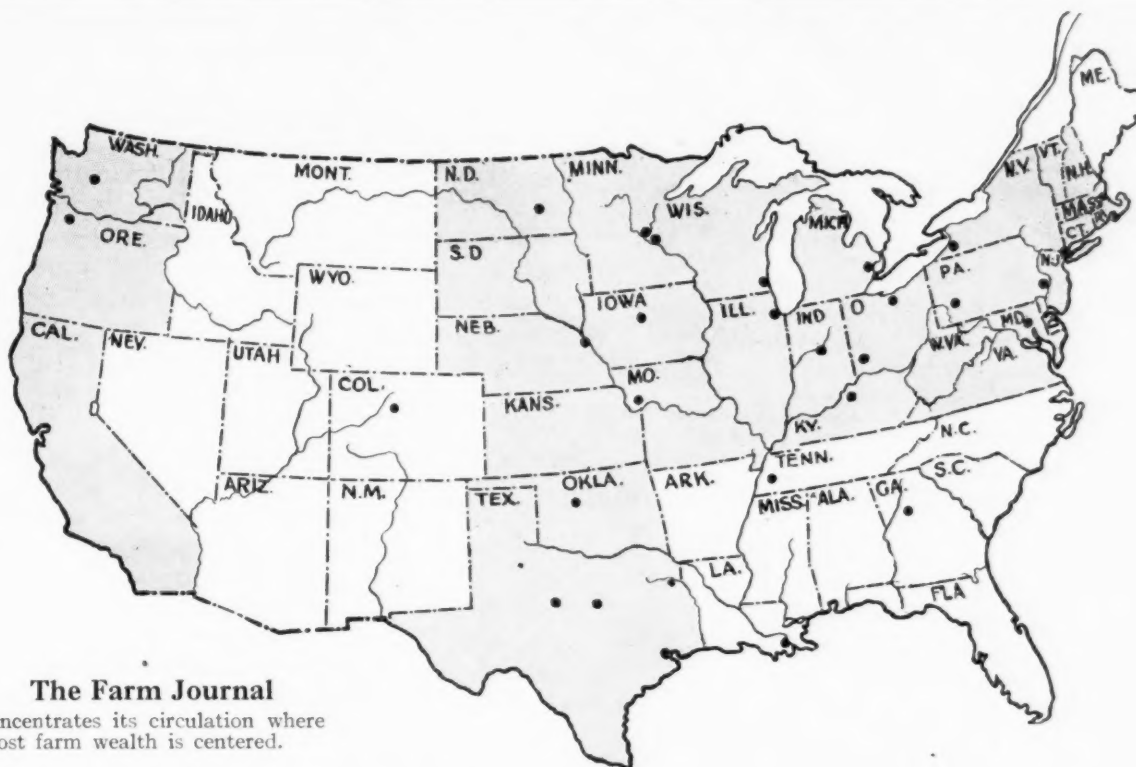 WASH.
MONT.
N.D.
MINN.
ME.
VT.
N.Y.
N.H.
IDAHO
ORE.
WIS.
MICH
MASS
CT.
S.D
WYO.
PA.
N.J.
IOWA
ILL.
IND
O
NEB.
CAL.
NEV.
UTAH
COL.
MO.
W.VA.
MD.
VA.
KANS.
KY.
N.C.
TENN.
S.C.
ARIZ.
N.M.
TEX.
OKLA.
ARK.
MISS.
ALA.
GA.
LA.
FLA
The Farm Journal
ncentrates its circulation where
ost farm wealth is centered.